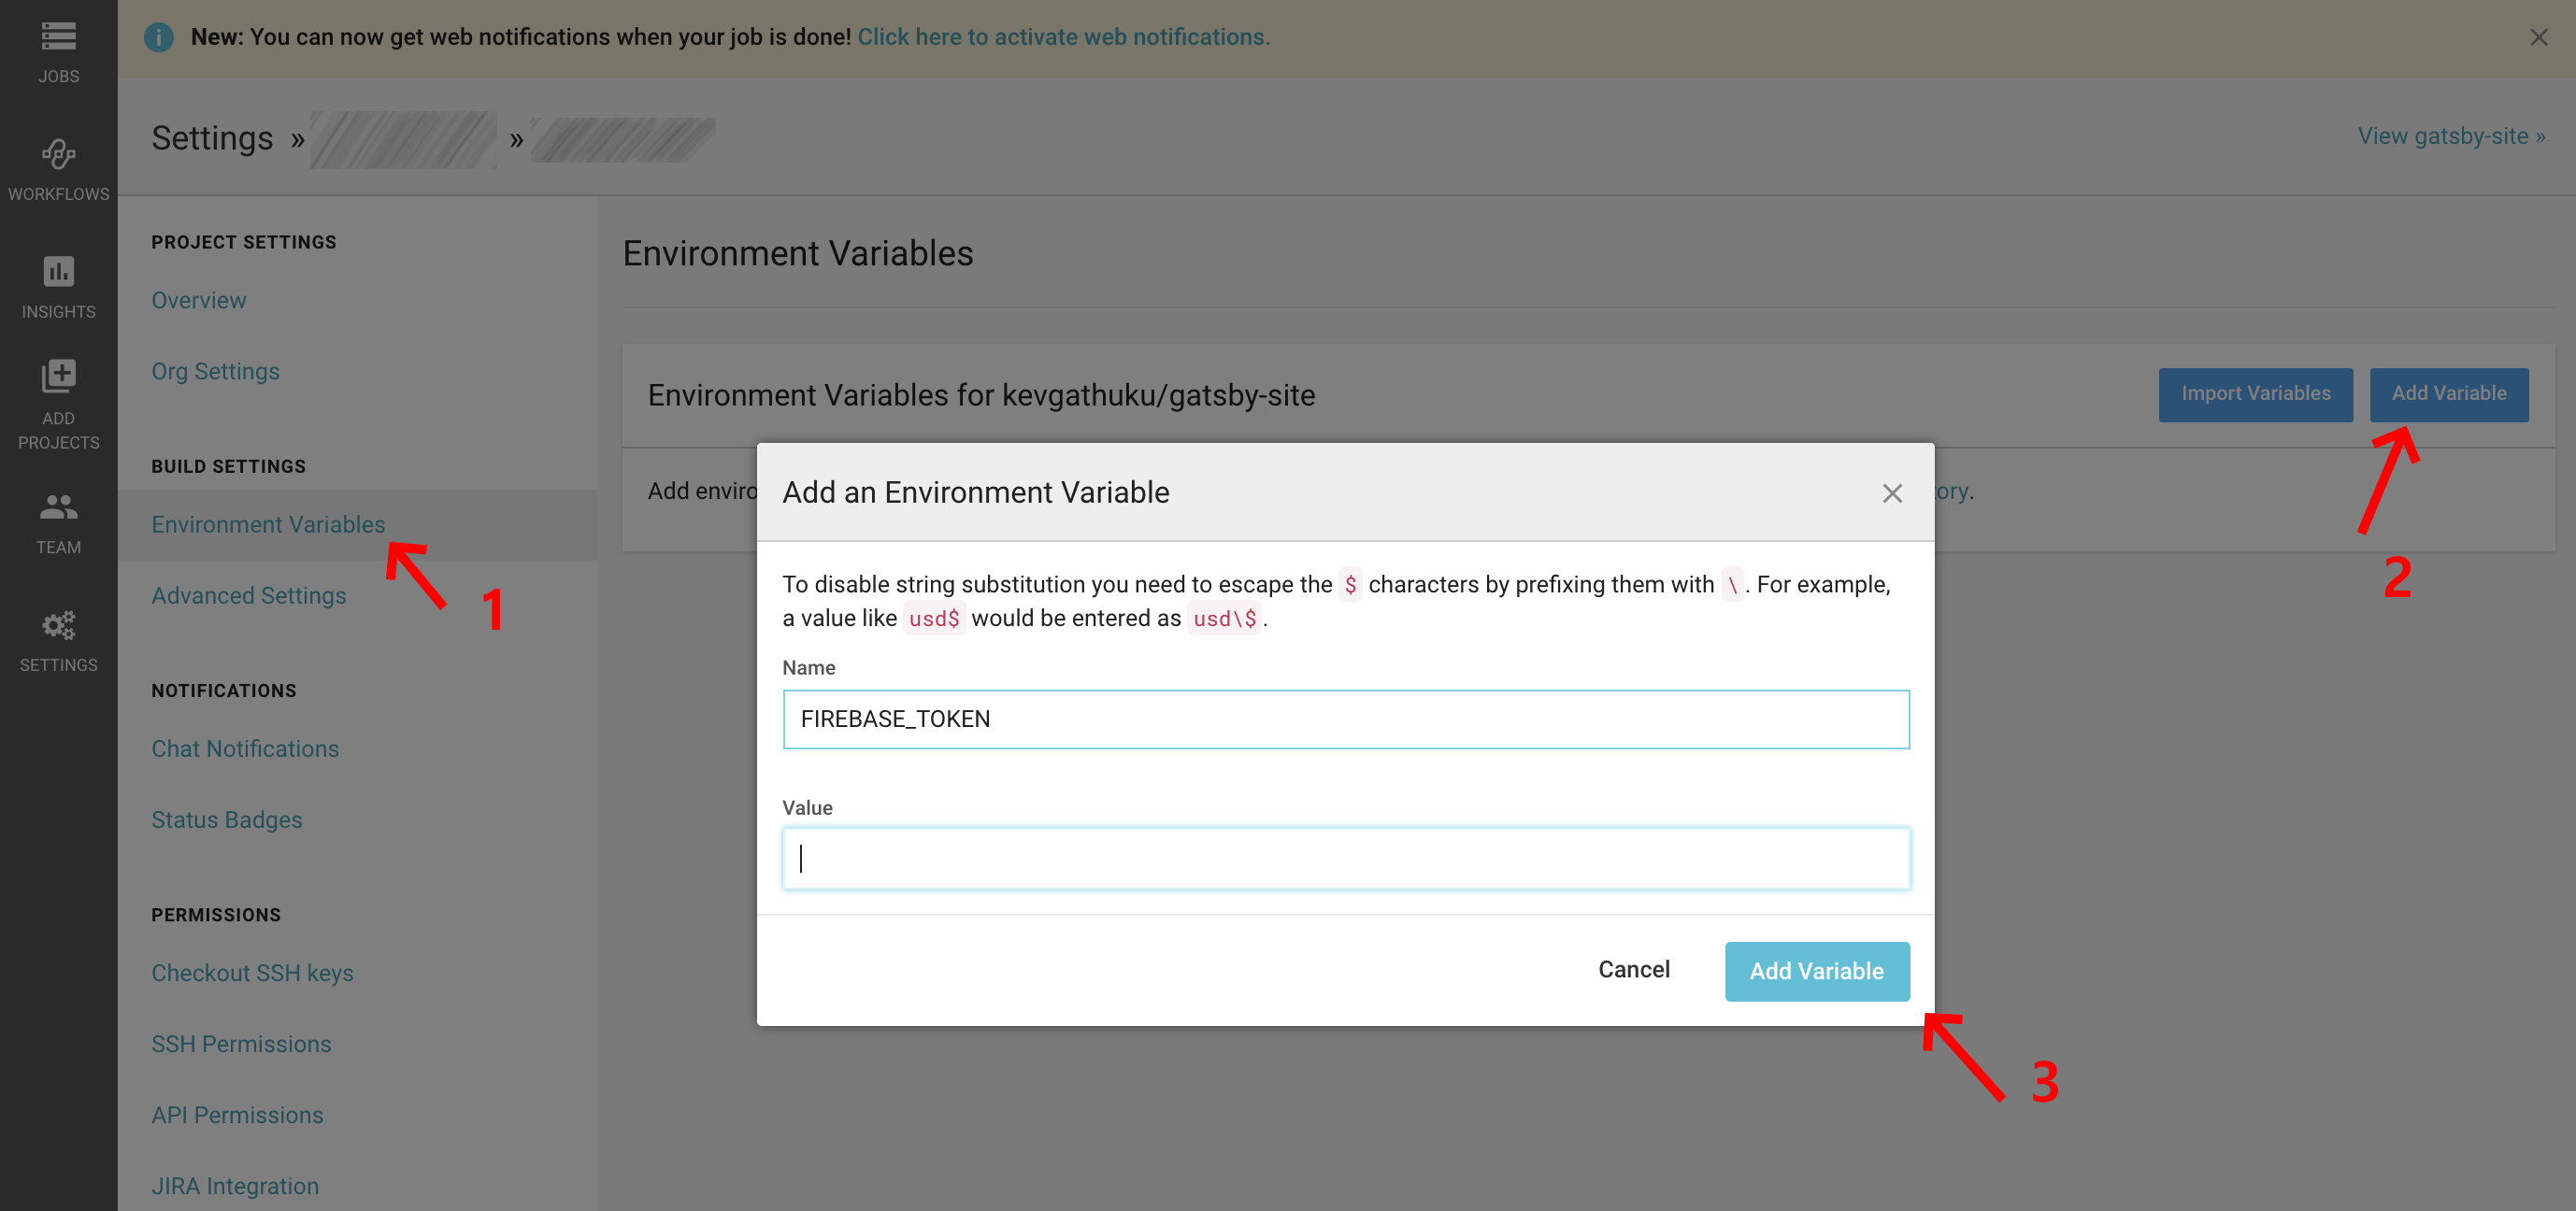 JOBS
WORKFLOWS
INSIGHTS
ADD
PROJECTS
TEAM
SETTINGS
New: You can now get web notifications when your job is done! Click here to activate web notifications.
Settings » »
View gatsby-site »
PROJECT SETTINGS
Overview
Org Settings
BUILD SETTINGS
Environment Variables
1
Advanced Settings
NOTIFICATIONS
Chat Notifications
Status Badges
PERMISSIONS
Checkout SSH keys
SSH Permissions
API Permissions
JIRA Integration
Environment Variables
Environment Variables for kevgathuku/gatsby-site
Import Variables
Add Variable
2
Add enviro
ory.
Add an Environment Variable
To disable string substitution you need to escape the $ characters by prefixing them with \. For example,
a value like usd$ would be entered as usd\$.
Name
FIREBASE_TOKEN
Value
Cancel
Add Variable
3